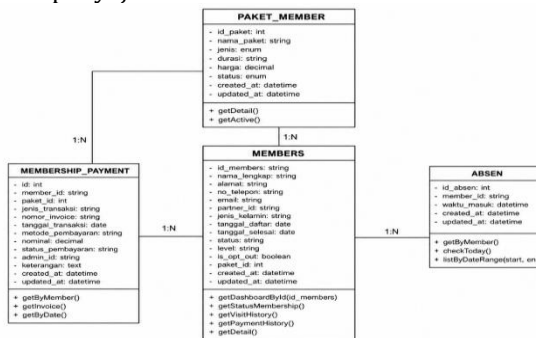 PAKET_MEMBER
- id_paket: int
- nama_paket: string
- jenis: enum
- durasi: string
- harga: decimal
- status: enum
- created_at: datetime
- updated_at: datetime
+ getDetail()
+ getActive()
1:N
1:N
MEMBERSHIP_PAYMENT
- id: int
- member_id: string
- paket_id: int
- jenis_transaksi: string
- nomor_invoice: string
- tanggal_transaksi: date
- metode_pembayaran: string
- nominal: decimal
- status_pembayaran: string
- admin_id: string
- keterangan: text
- created_at: datetime
- updated_at: datetime
+ getByMember()
+ getInvoice()
+ getByDate()
1:N
MEMBERS
- id_members: string
- nama_lengkap: string
- alamat: string
- no_telepon: string
- email: string
- partner_id: string
- jenis_kelamin: string
- tanggal_daftar: date
- tanggal_selesai: date
- status: string
- level: string
- is_opt_out: boolean
- paket_id: int
- created_at: datetime
- updated_at: datetime
+ getDashboardById(id_members)
+ getStatusMembership()
+ getVisitHistory()
+ getPaymentHistory()
+ getDetail()
1:N
ABSEN
- id_absen: int
- member_id: string
- waktu_masuk: datetime
- created_at: datetime
- updated_at: datetime
+ getByMember()
+ checkToday()
+ listByDateRange(start, en